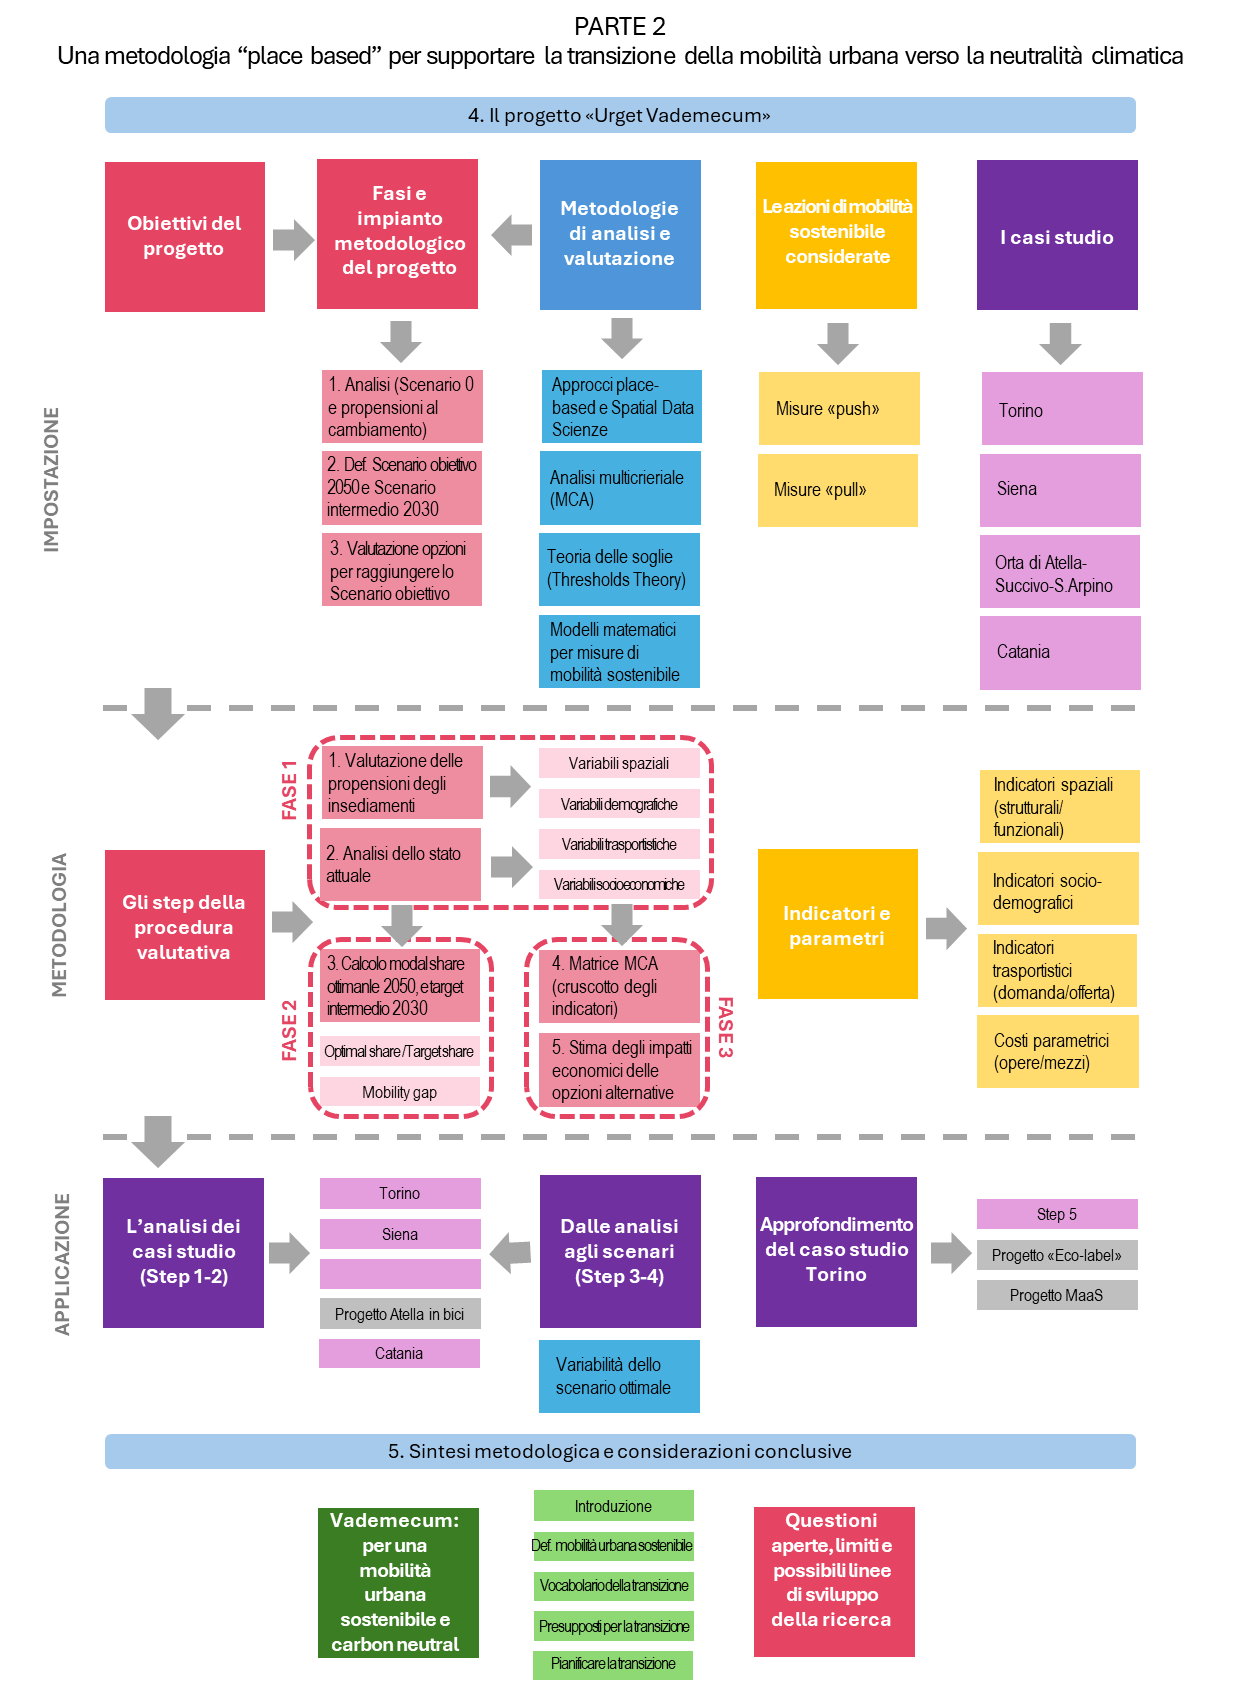 PARTE 2
Una metodologia “place based” per supportare la transizione della mobilità urbana verso la neutralità climatica
4. Il progetto «Urget Vademecum»
Obiettivi del
progetto
Fasi e
impianto
metodologico
del progetto
Metodologie
di analisi e
valutazione
Le azioni di mobilità
sostenibile
considerate
I casi studio
IMPOSTAZIONE
1. Analisi (Scenario 0
e propensioni al
cambiamento)
2. Def. Scenario obiettivo
2050 e Scenario
intermedio 2030
3. Valutazione opzioni
per raggiungere lo
Scenario obiettivo
Approcci place-
based e Spatial Data
Scienze
Analisi multicrieriale
(MCA)
Teoria delle soglie
(Thresholds Theory)
Modelli matematici
per misure di
mobilità sostenibile
Misure «push»
Misure «pull»
Torino
Siena
Orta di Atella-
Succivo-S.Arpino
Catania
METODOLOGIA
Gli step della
procedura
valutativa
FASE 1
1. Valutazione delle
propensioni degli
insediamenti
2. Analisi dello stato
attuale
Variabili spaziali
Variabili demografiche
Variabili trasportistiche
Variabili socioeconomiche
FASE 2
3. Calcolo modal share
ottimanle 2050, e target
intermedio 2030
Optimal share / Target share
Mobility gap
4. Matrice MCA
(cruscotto degli
indicatori)
5. Stima degli impatti
economici delle
opzioni alternative
FASE 3
Indicatori e
parametri
Indicatori spaziali
(strutturali/
funzionali)
Indicatori socio-
demografici
Indicatori
trasportistici
(domanda/offerta)
Costi parametrici
(opere/mezzi)
APPLICAZIONE
L’analisi dei
casi studio
(Step 1-2)
Torino
Siena
Progetto Atella in bici
Catania
Dalle analisi
agli scenari
(Step 3-4)
Variabilità dello
scenario ottimale
Approfondimento
del caso studio
Torino
Step 5
Progetto «Eco-label»
Progetto MaaS
5. Sintesi metodologica e considerazioni conclusive
Vademecum:
per una
mobilità
urbana
sostenibile e
carbon neutral
Introduzione
Def. mobilità urbana sostenibile
Vocabolario della transizione
Presupposti per la transizione
Pianificare la transizione
Questioni
aperte, limiti e
possibili linee
di sviluppo
della ricerca